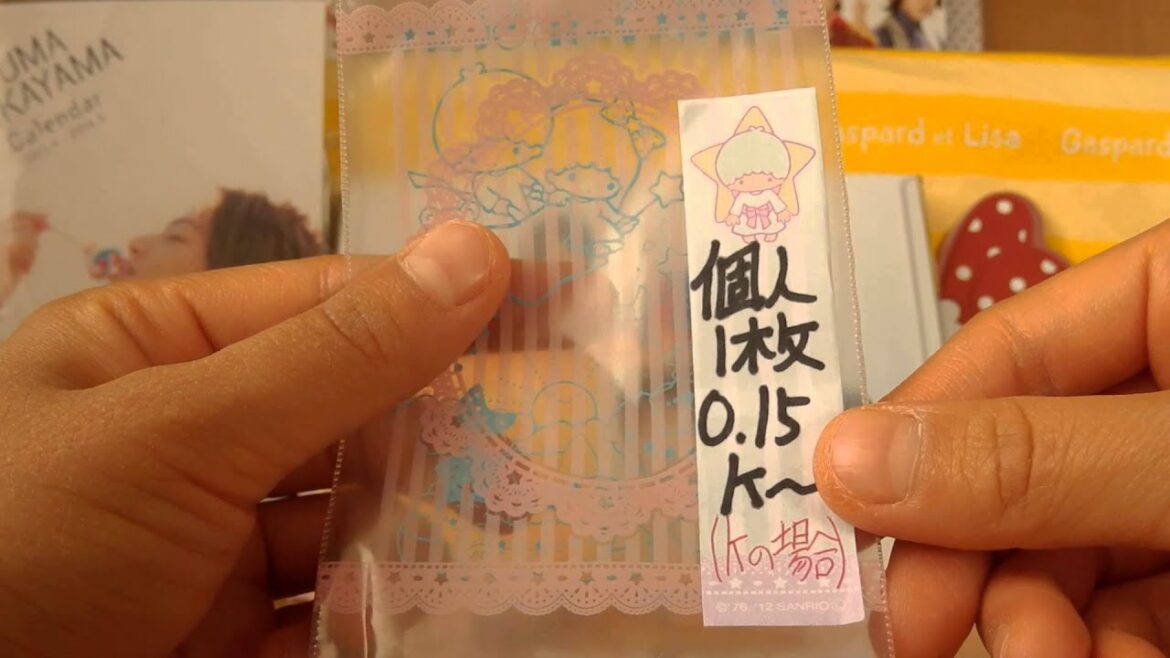 UMA
KAYAMA
Calendar
Gaspard et Lisa
Gaspard
個人
1枚
0.15
k～
(kの場合)
©'76,'12 SANRIO